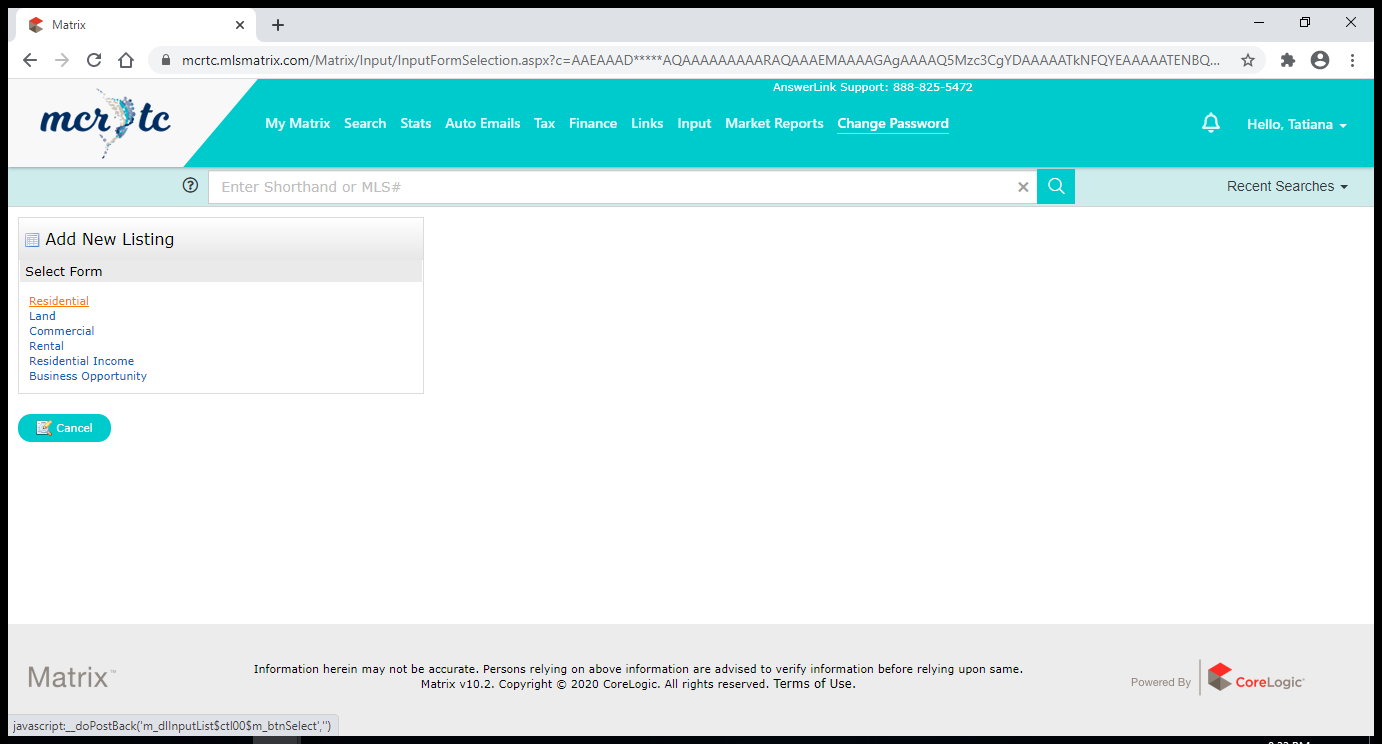 Matrix
mcrtc.mlsmatrix.com/Matrix/Input/InputFormSelection.aspx?c=AAEAAAD*****AQAAAAAAAAARAQAAAEMAAAAGAgAAAAQ5Mzc3CgYDAAAAATkNFQYEAAAAATENBQ...
AnswerLink Support: 888-825-5472
mcrtc
My Matrix Search Stats Auto Emails Tax Finance Links Input Market Reports Change Password
Hello, Tatiana
Enter Shorthand or MLS#
Recent Searches
Add New Listing
Select Form
Residential
Land
Commercial
Rental
Residential Income
Business Opportunity
Cancel
Matrix™
Information herein may not be accurate. Persons relying on above information are advised to verify information before relying upon same.
Matrix v10.2. Copyright © 2020 CoreLogic. All rights reserved. Terms of Use.
Powered By CoreLogic
javascript:__doPostBack('m_dlInputList$ctl00$m_btnSelect','')